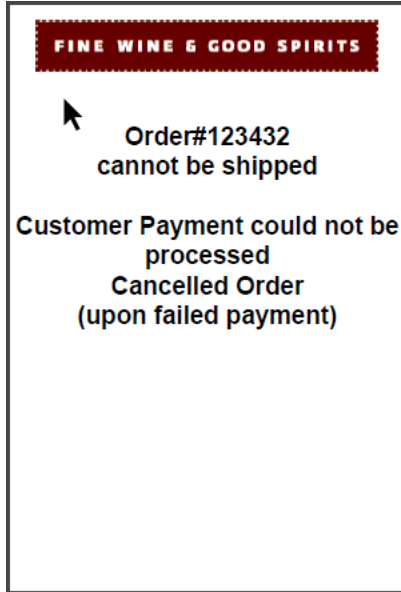 FINE WINE & GOOD SPIRITS
Order#123432
cannot be shipped
Customer Payment could not be
processed
Cancelled Order
(upon failed payment)